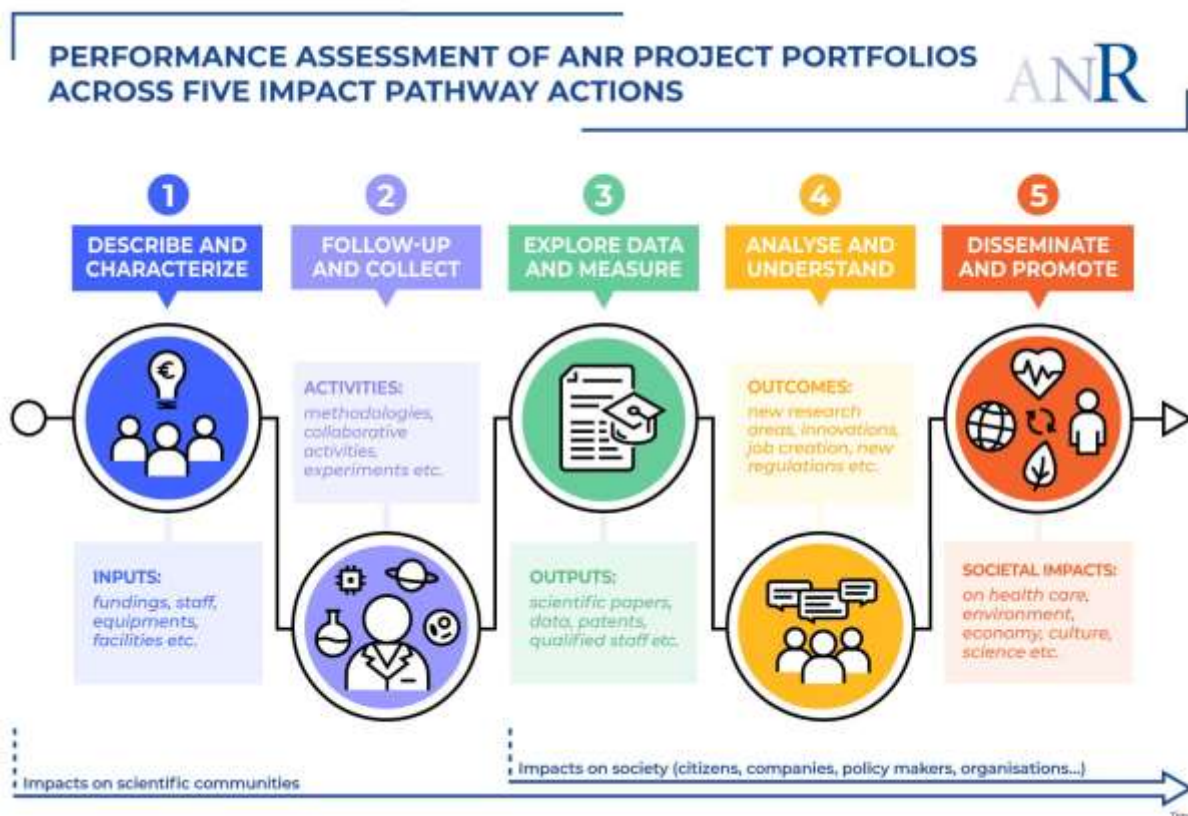 PERFORMANCE ASSESSMENT OF ANR PROJECT PORTFOLIOS
ACROSS FIVE IMPACT PATHWAY ACTIONS
ANR
1
DESCRIBE AND
CHARACTERIZE
2
FOLLOW-UP
AND COLLECT
3
EXPLORE DATA
AND MEASURE
4
ANALYSE AND
UNDERSTAND
5
DISSEMINATE
AND PROMOTE
€
INPUTS:
fundings, staff,
equipments,
facilities etc.
ACTIVITIES:
methodologies,
collaborative
activities,
experiments etc.
OUTPUTS:
scientific papers,
data, patents,
qualified staff etc.
OUTCOMES:
new research
areas, innovations,
job creation, new
regulations etc.
SOCIETAL IMPACTS:
on health care,
environment,
economy, culture,
science etc.
Impacts on scientific communities
Impacts on society (citizens, companies, policy makers, organisations...)